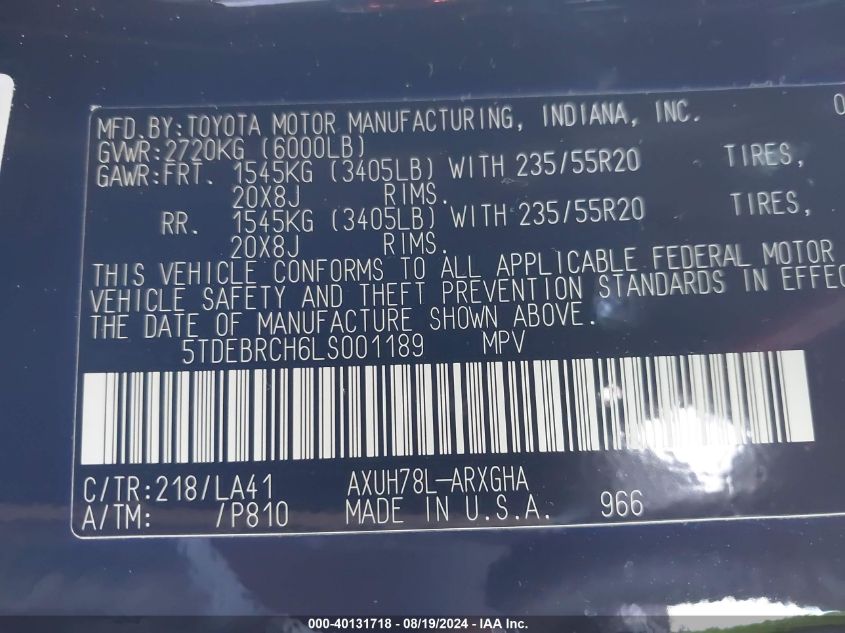 MFD.BY:TOYOTA MOTOR MANUFACTURING, INDIANA, INC. 0
GVWR:2720KG (6000LB)
GAWR:FRT. 1545KG (3405LB) WITH 235/55R20 TIRES,
20X8J RIMS.
RR. 1545KG (3405LB) WITH 235/55R20 TIRES,
20X8J RIMS.
THIS VEHICLE CONFORMS TO ALL APPLICABLE FEDERAL MOTOR
VEHICLE SAFETY AND THEFT PREVENTION STANDARDS IN EFFEC
THE DATE OF MANUFACTURE SHOWN ABOVE.
5TDEBRCH6LS001189 MPV
C/TR:218/LA41 AXUH78L-ARXGHA
A/TM: /P810 MADE IN U.S.A. 966
000-40131718 - 08/19/2024 - IAA Inc.